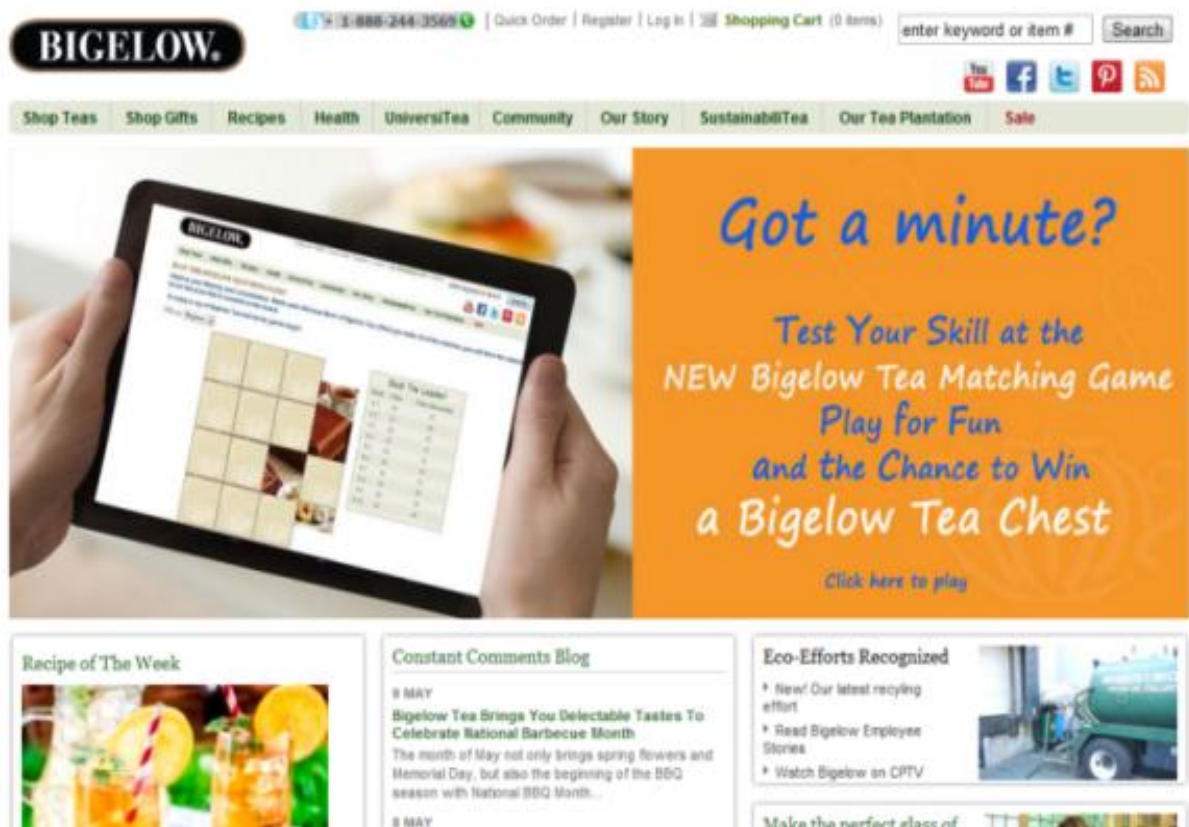 BIGELOW.
1-888-244-3569 | Quick Order | Register | Log In | Shopping Cart (0 items)
enter keyword or item # Search
You Tube
Shop Teas Shop Gifts Recipes Health UniversiTea Community Our Story SustainabiliTea Our Tea Plantation Sale
BIGELOW.
Got a minute?
Test Your Skill at the
NEW Bigelow Tea Matching Game
Play for Fun
and the Chance to Win
a Bigelow Tea Chest
Click here to play
Recipe of The Week
Constant Comments Blog
9 MAY
Bigelow Tea Brings You Delectable Tastes To
Celebrate National Barbecue Month
The month of May not only brings spring flowers and
Memorial Day, but also the beginning of the BBQ
season with National BBQ Month...
8 MAY
Eco-Efforts Recognized
New! Our latest recyling
effort
Read Bigelow Employee
Stories
Watch Bigelow on CPTV
Make the perfect glass of